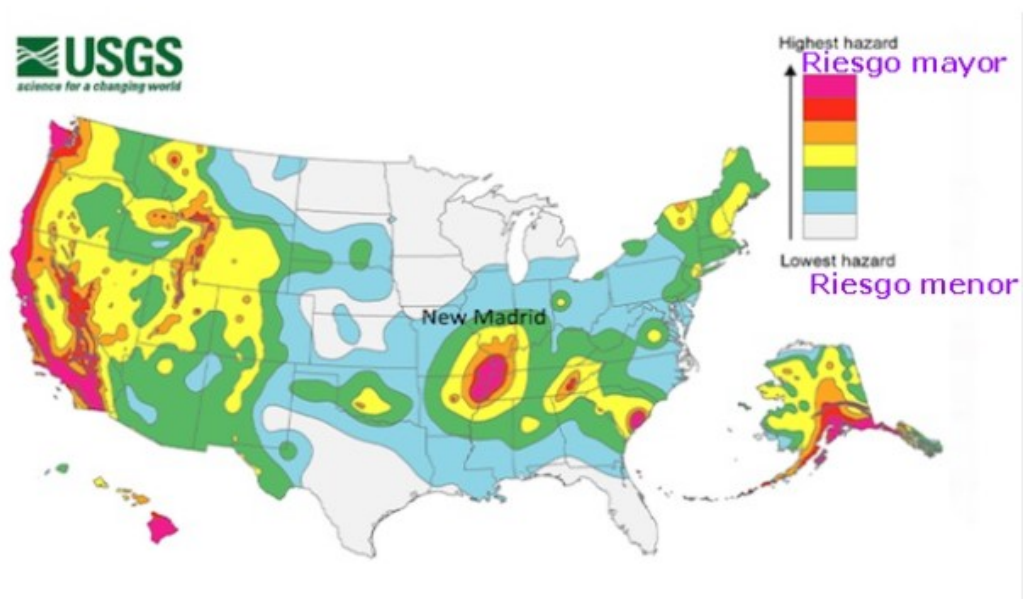 USGS
science for a changing world
Highest hazard
Riesgo mayor
Lowest hazard
Riesgo menor
New Madrid